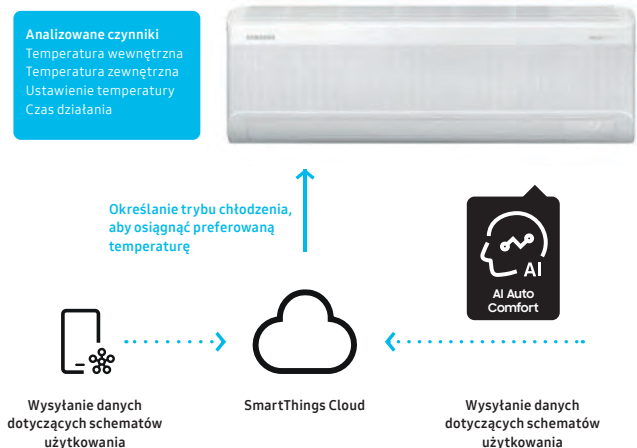 Analizowane czynniki
Temperatura wewnętrzna
Temperatura zewnętrzna
Ustawienie temperatury
Czas działania
SAMSUNG
Określanie trybu chłodzenia,
aby osiągnąć preferowaną
temperaturę
AI
AI Auto
Comfort
Wysyłanie danych
dotyczących schematów
użytkowania
SmartThings Cloud
Wysyłanie danych
dotyczących schematów
użytkowania